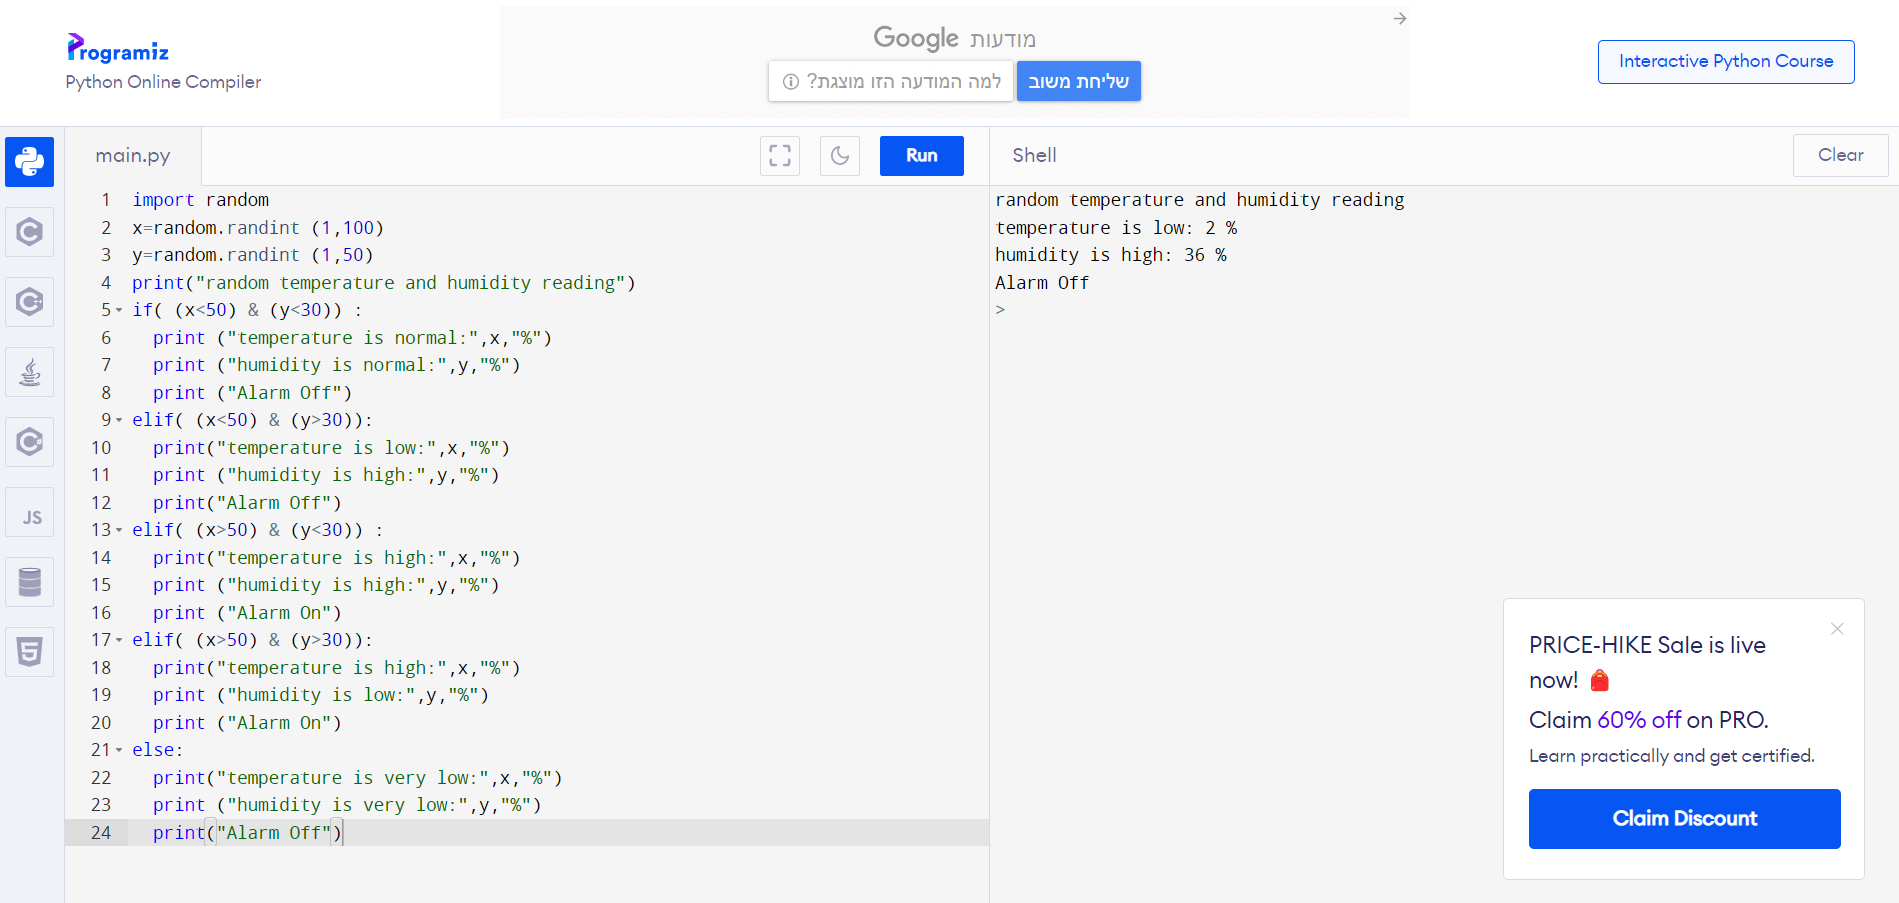 Programiz
Python Online Compiler
מודעות Google
שליחת משוב
למה המודעה הזו מוצגת?
Interactive Python Course
main.py
Run
Shell
Clear
JS
1 import random
2 x=random.randint (1,100)
3 y=random.randint (1,50)
4 print("random temperature and humidity reading")
5 if( (x<50) & (y<30)) :
6 print ("temperature is normal:",x,"%")
7 print ("humidity is normal:",y,"%")
8 print ("Alarm Off")
9 elif( (x<50) & (y>30)):
10 print("temperature is low:",x,"%")
11 print ("humidity is high:",y,"%")
12 print("Alarm Off")
13 elif( (x>50) & (y<30)) :
14 print("temperature is high:",x,"%")
15 print ("humidity is high:",y,"%")
16 print ("Alarm On")
17 elif( (x>50) & (y>30)):
18 print("temperature is high:",x,"%")
19 print ("humidity is low:",y,"%")
20 print ("Alarm On")
21 else:
22 print("temperature is very low:",x,"%")
23 print ("humidity is very low:",y,"%")
24 print("Alarm Off")
random temperature and humidity reading
temperature is low: 2 %
humidity is high: 36 %
Alarm Off
>
PRICE-HIKE Sale is live
now!
Claim 60% off on PRO.
Learn practically and get certified.
Claim Discount